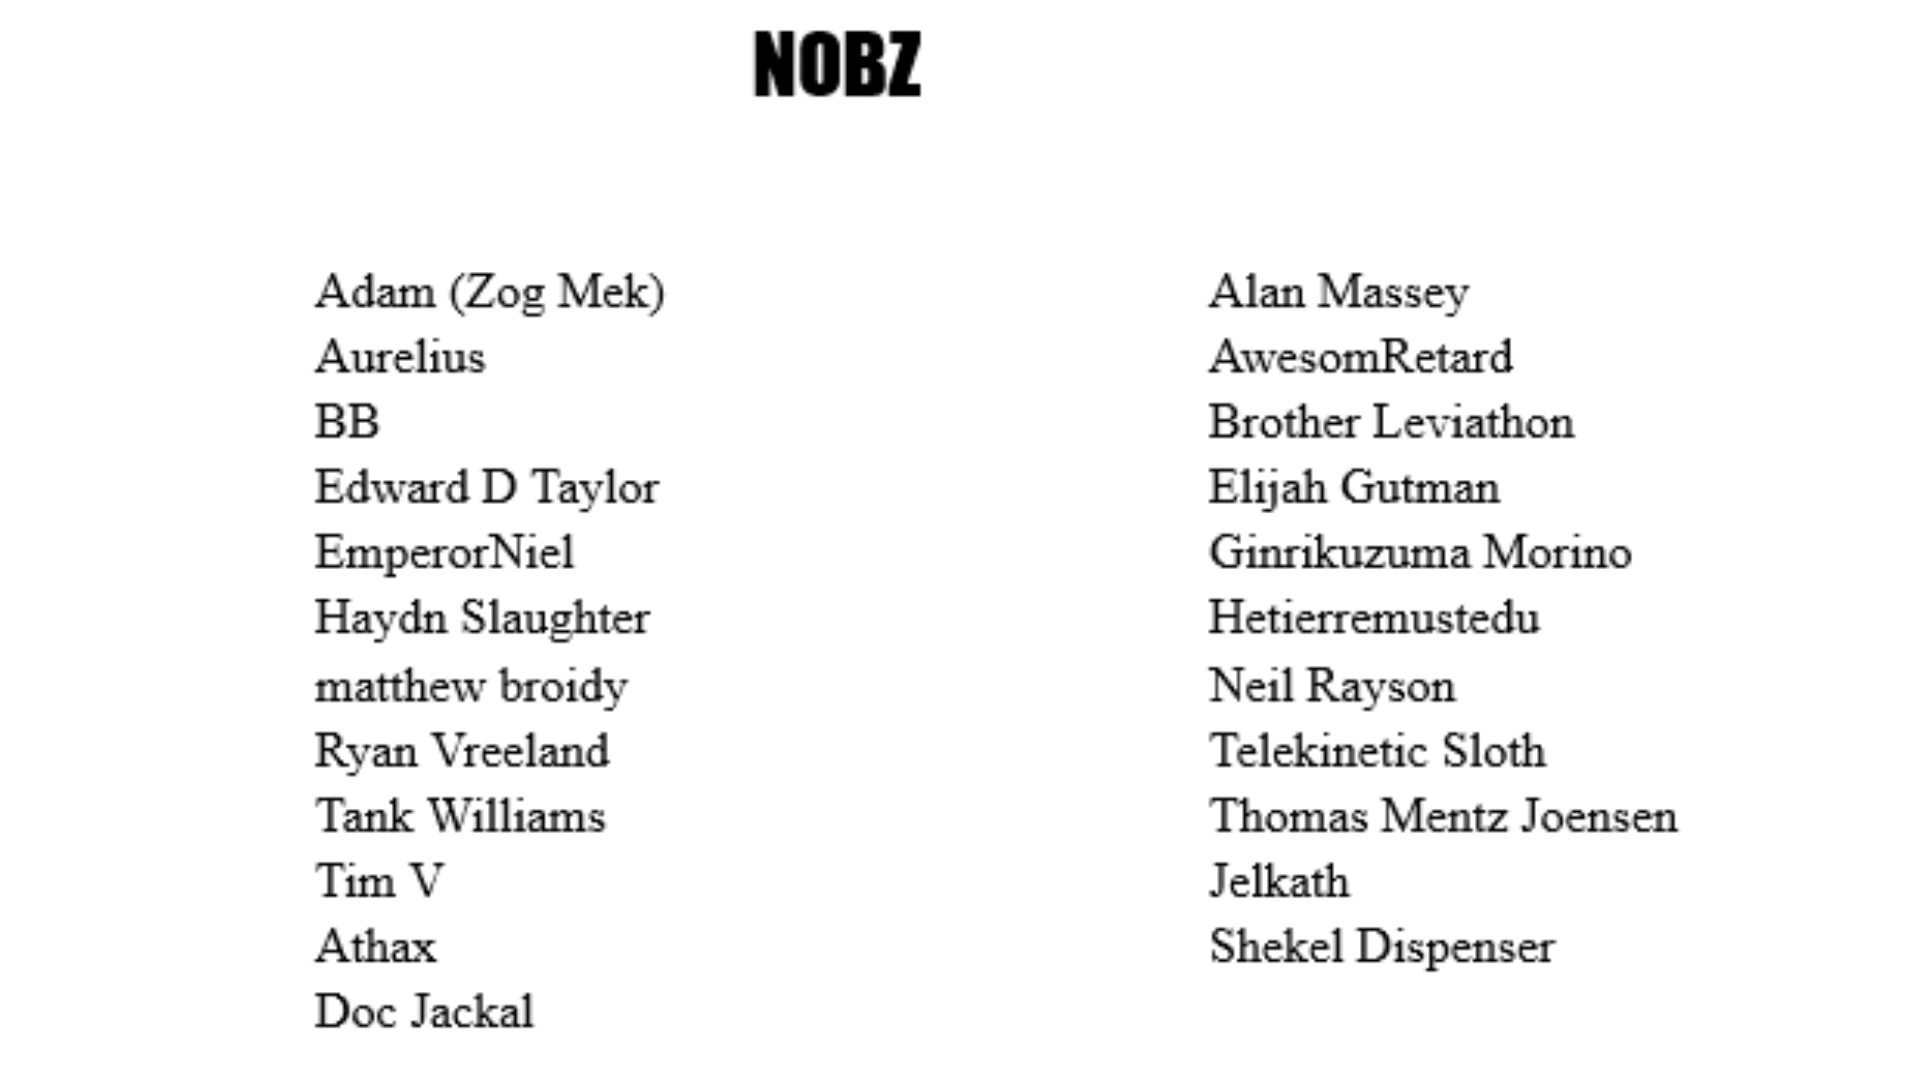 NOBZ
Adam (Zog Mek)
Aurelius
BB
Edward D Taylor
EmperorNiel
Haydn Slaughter
matthew broidy
Ryan Vreeland
Tank Williams
Tim V
Athax
Doc Jackal
Alan Massey
AwesomRetard
Brother Leviathon
Elijah Gutman
Ginrikuzuma Morino
Hetierremustedu
Neil Rayson
Telekinetic Sloth
Thomas Mentz Joensen
Jelkath
Shekel Dispenser